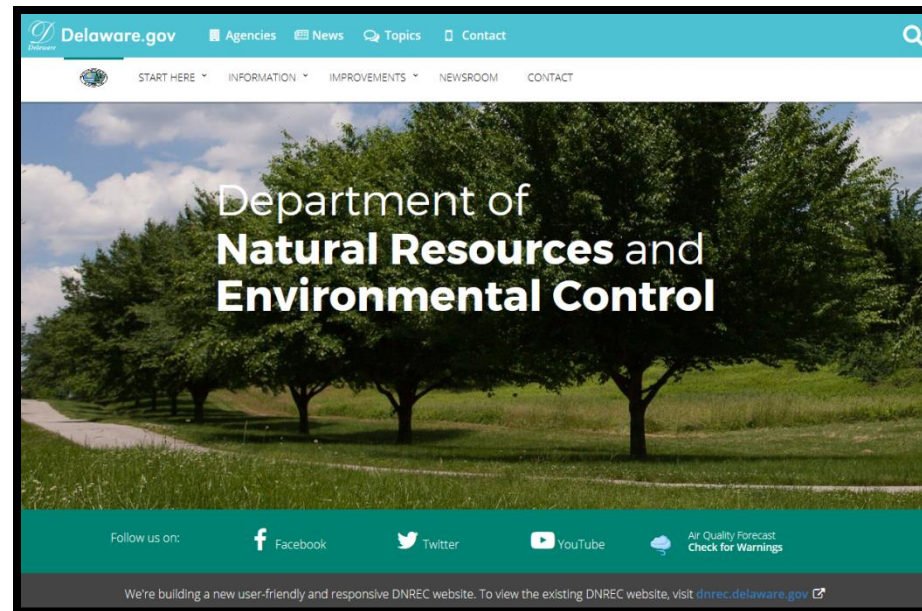 Delaware
Delaware.gov Agencies News Topics Contact
START HERE INFORMATION IMPROVEMENTS NEWSROOM CONTACT
Department of
Natural Resources and
Environmental Control
Follow us on: Facebook Twitter YouTube
Air Quality Forecast
Check for Warnings
We're building a new user-friendly and responsive DNREC website. To view the existing DNREC website, visit dnrec.delaware.gov